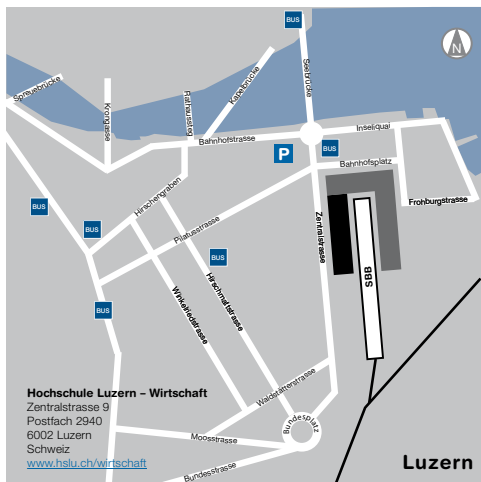 BUS
N
Spreuebrücke
Krongasse
Rathaussteg
Kapellbrücke
Seebrücke
Bahnhofstrasse
Inseliquai
P
BUS
Bahnhofplatz
Hirschengraben
Frohburgstrasse
BUS
BUS
Pilatusstrasse
Zentralstrasse
BUS
SBB
Winkelriedstrasse
Hirschmattstrasse
BUS
Waldstätterstrasse
Hochschule Luzern – Wirtschaft
Zentralstrasse 9
Postfach 2940
6002 Luzern
Schweiz
www.hslu.ch/wirtschaft
Bundesplatz
Moosstrasse
Bundesstrasse
Luzern